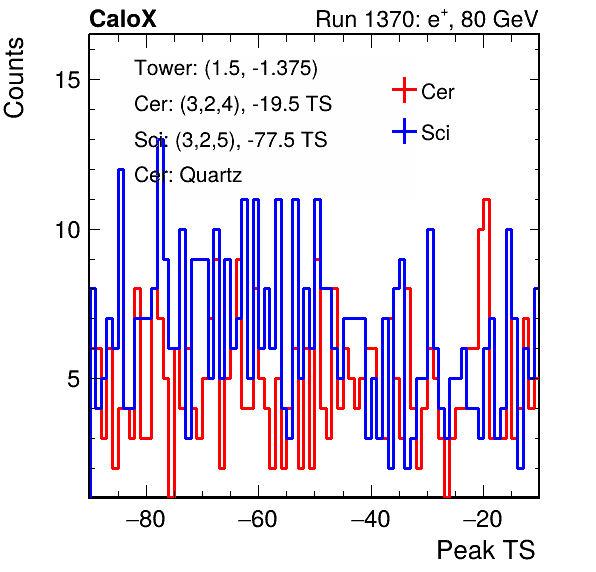 CaloX Run 1370: e⁺, 80 GeV
Counts
Tower: (1.5, -1.375)
Cer: (3,2,4), -19.5 TS
Sci: (3,2,5), -77.5 TS
Cer: Quartz
Cer
Sci
15
10
5
−80 −60 −40 −20
Peak TS